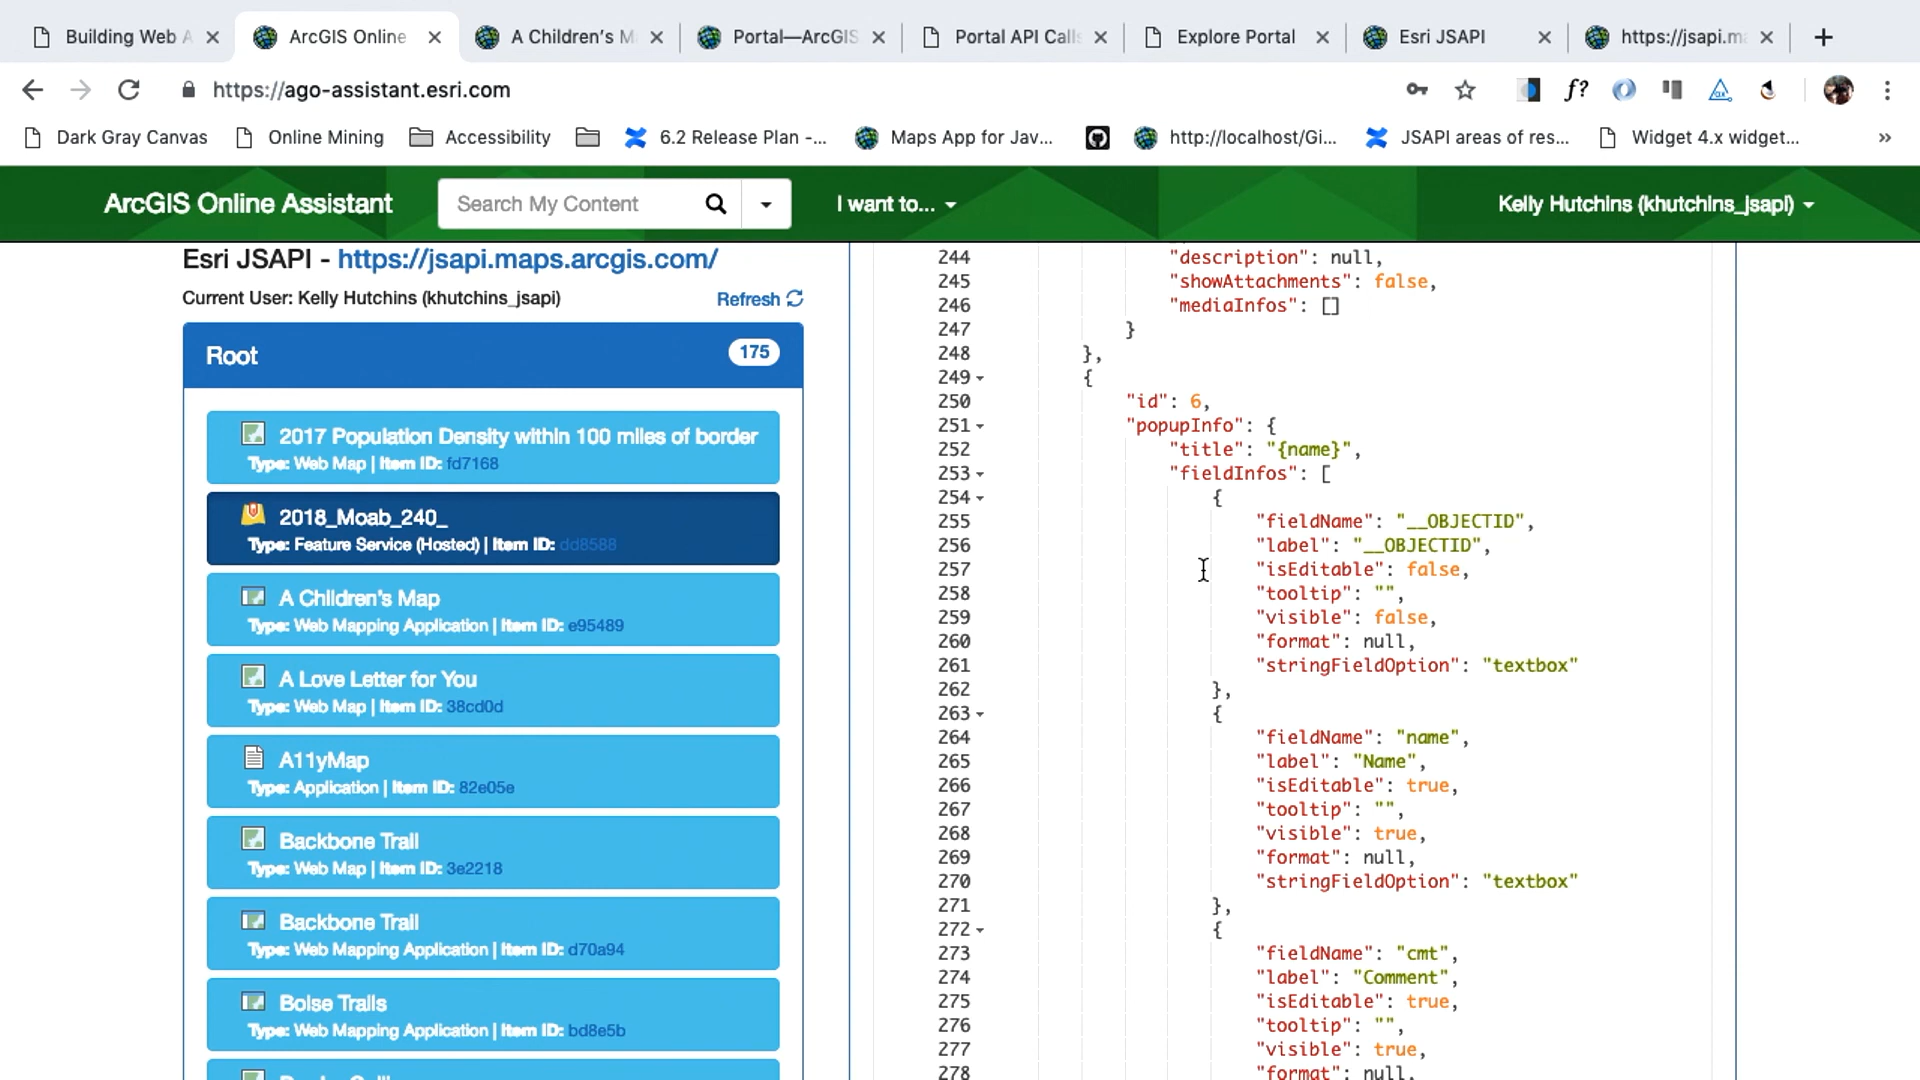 Building Web A
ArcGIS Online
A Children's M
Portal—ArcGIS
Portal API Calls
Explore Portal
Esri JSAPI
https://jsapi.ma
https://ago-assistant.esri.com
f?
Dark Gray Canvas
Online Mining
Accessibility
6.2 Release Plan -...
Maps App for Jav...
http://localhost/Gi...
JSAPI areas of res...
Widget 4.x widget...
»
ArcGIS Online Assistant
Search My Content
I want to...
Kelly Hutchins (khutchins_jsapi)
Esri JSAPI - https://jsapi.maps.arcgis.com/
Current User: Kelly Hutchins (khutchins_jsapi)
Refresh
Root
175
2017 Population Density within 100 miles of border
Type: Web Map | Item ID: fd7168
2018_Moab_240_
Type: Feature Service (Hosted) | Item ID: dd8588
A Children's Map
Type: Web Mapping Application | Item ID: e95489
A Love Letter for You
Type: Web Map | Item ID: 38cd0d
A11yMap
Type: Application | Item ID: 82e05e
Backbone Trail
Type: Web Map | Item ID: 3e2218
Backbone Trail
Type: Web Mapping Application | Item ID: d70a94
Boise Trails
Type: Web Mapping Application | Item ID: bd8e5b
244 "description": null,
245 "showAttachments": false,
246 "mediaInfos": []
247 }
248 },
249 {
250 "id": 6,
251 "popupInfo": {
252 "title": "{name}",
253 "fieldInfos": [
254 {
255 "fieldName": "__OBJECTID",
256 "label": "__OBJECTID",
257 "isEditable": false,
258 "tooltip": "",
259 "visible": false,
260 "format": null,
261 "stringFieldOption": "textbox"
262 },
263 {
264 "fieldName": "name",
265 "label": "Name",
266 "isEditable": true,
267 "tooltip": "",
268 "visible": true,
269 "format": null,
270 "stringFieldOption": "textbox"
271 },
272 {
273 "fieldName": "cmt",
274 "label": "Comment",
275 "isEditable": true,
276 "tooltip": "",
277 "visible": true,
278 "format": null,